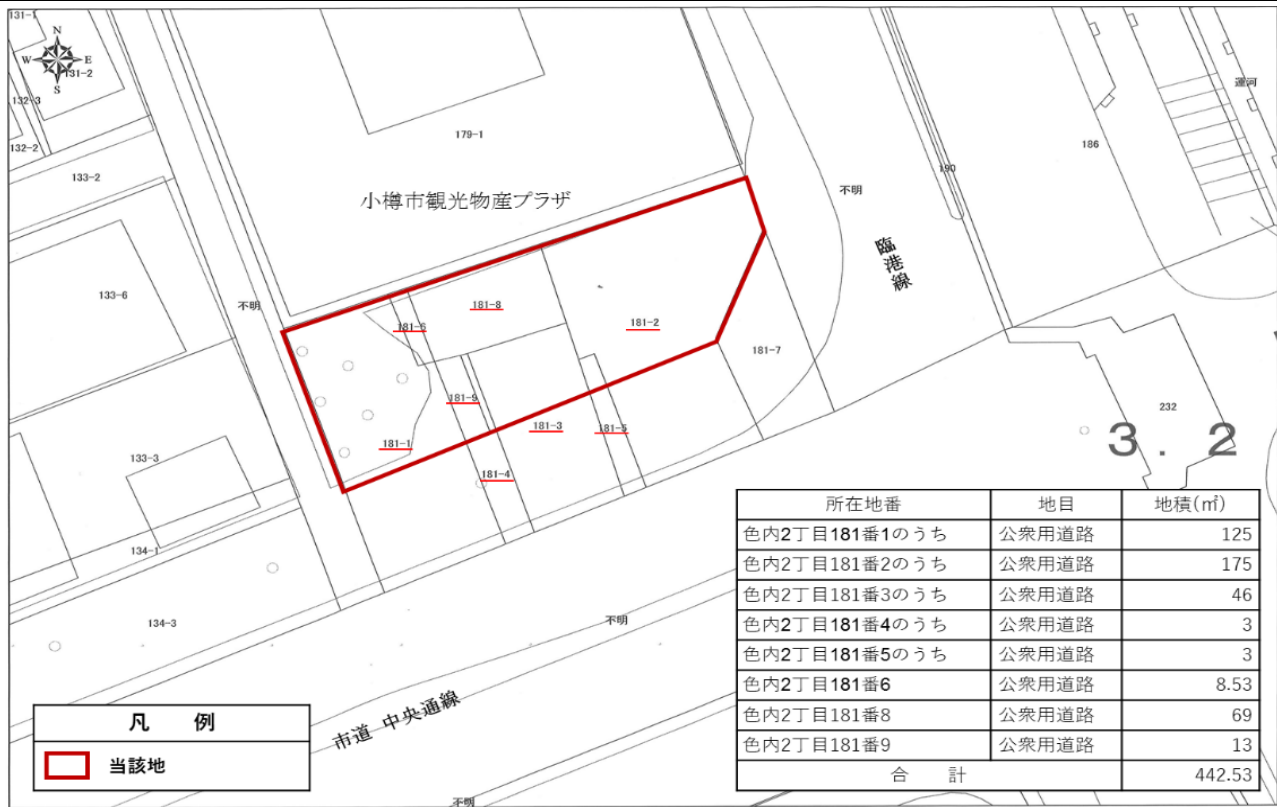 131-1
N
W
E
S
131-2
132-3
132-2
133-2
179-1
小樽市観光物産プラザ
不明
臨港線
190
186
運河
133-6
不明
181-6
181-8
181-2
181-7
181-9
181-1
181-3
181-5
181-4
232
3.2
133-3
134-1
134-3
不明
市道 中央通線
不明
凡 例
当該地
所在地番 地目 地積(㎡)
色内2丁目181番1のうち 公衆用道路 125
色内2丁目181番2のうち 公衆用道路 175
色内2丁目181番3のうち 公衆用道路 46
色内2丁目181番4のうち 公衆用道路 3
色内2丁目181番5のうち 公衆用道路 3
色内2丁目181番6 公衆用道路 8.53
色内2丁目181番8 公衆用道路 69
色内2丁目181番9 公衆用道路 13
合 計 442.53